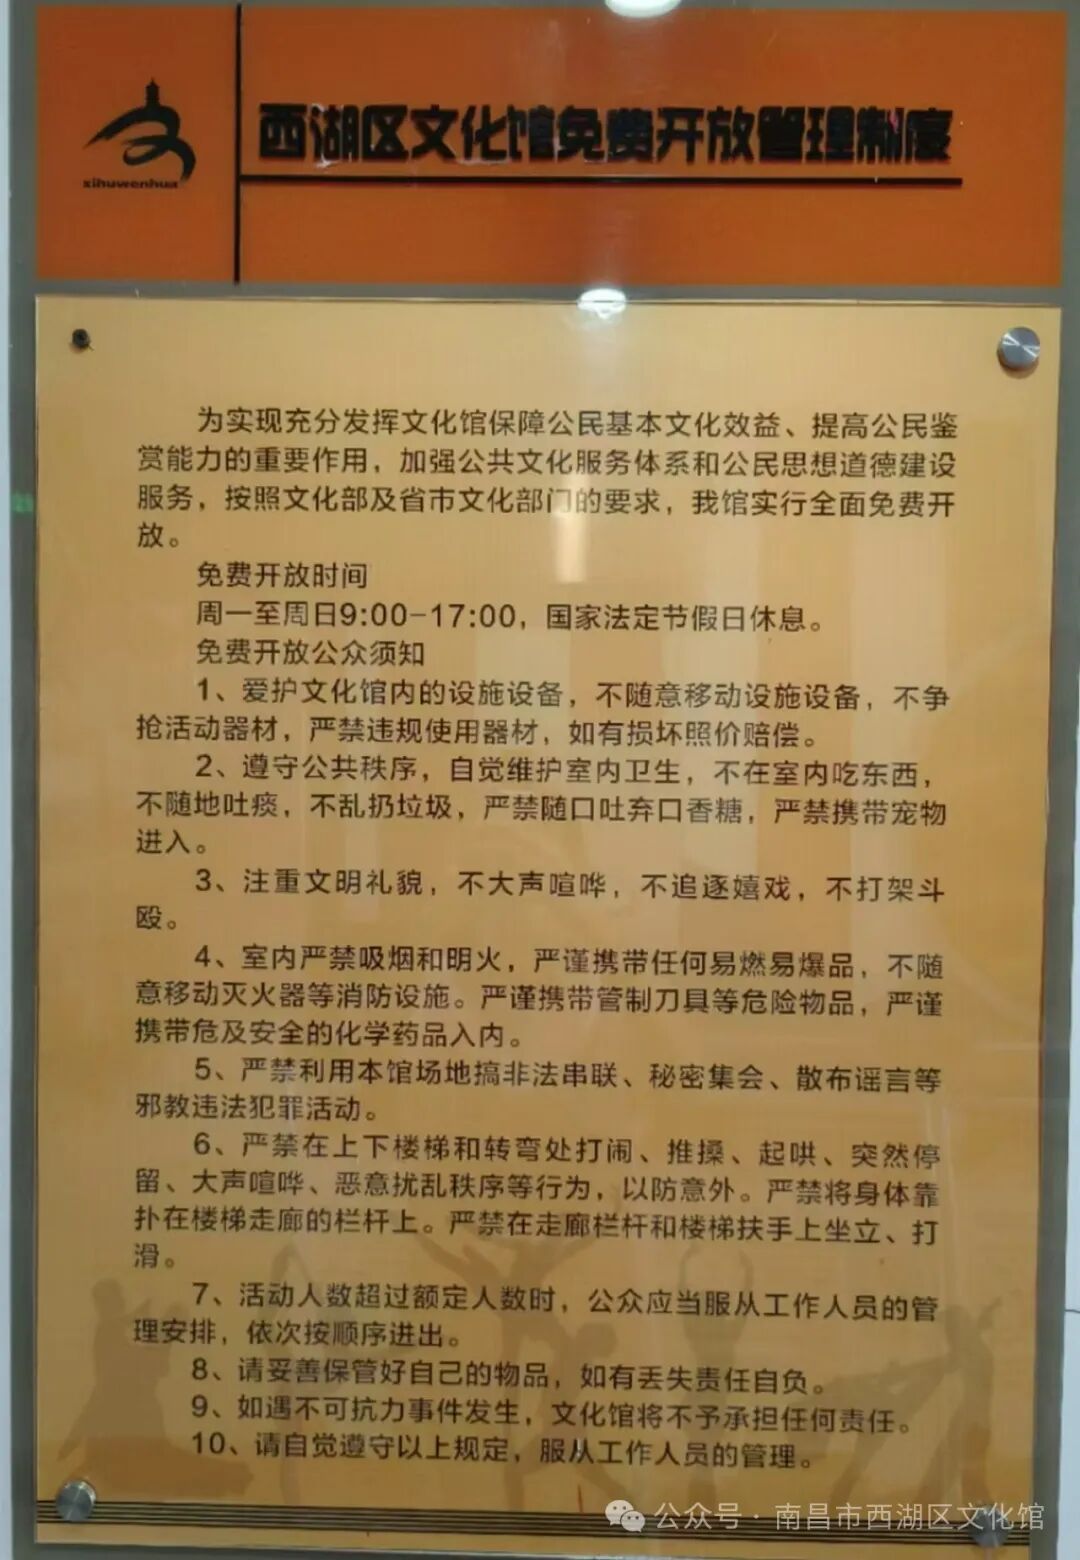 西湖区文化馆免费开放管理制度
xihuwenhua
为实现充分发挥文化馆保障公民基本文化效益、提高公民鉴
赏能力的重要作用，加强公共文化服务体系和公民思想道德建设
服务，按照文化部及省市文化部门的要求，我馆实行全面免费开
放。
免费开放时间
周一至周日9:00-17:00，国家法定节假日休息。
免费开放公众须知
1、爱护文化馆内的设施设备，不随意移动设施设备，不争
抢活动器材，严禁违规使用器材，如有损坏照价赔偿。
2、遵守公共秩序，自觉维护室内卫生，不在室内吃东西，
不随地吐痰，不乱扔垃圾，严禁随口吐弃口香糖，严禁携带宠物
进入。
3、注重文明礼貌，不大声喧哗，不追逐嬉戏，不打架斗
殴。
4、室内严禁吸烟和明火，严谨携带任何易燃易爆品，不随
意移动灭火器等消防设施。严谨携带管制刀具等危险物品，严谨
携带危及安全的化学药品入内。
5、严禁利用本馆场地搞非法串联、秘密集会、散布谣言等
邪教违法犯罪活动。
6、严禁在上下楼梯和转弯处打闹、推搡、起哄、突然停
留、大声喧哗、恶意扰乱秩序等行为，以防意外。严禁将身体靠
扑在楼梯走廊的栏杆上。严禁在走廊栏杆和楼梯扶手上坐立、打
滑。
7、活动人数超过额定人数时，公众应当服从工作人员的管
理安排，依次按顺序进出。
8、请妥善保管好自己的物品，如有丢失责任自负。
9、如遇不可抗力事件发生，文化馆将不予承担任何责任。
10、请自觉遵守以上规定，服从工作人员的管理。
公众号·南昌市西湖区文化馆